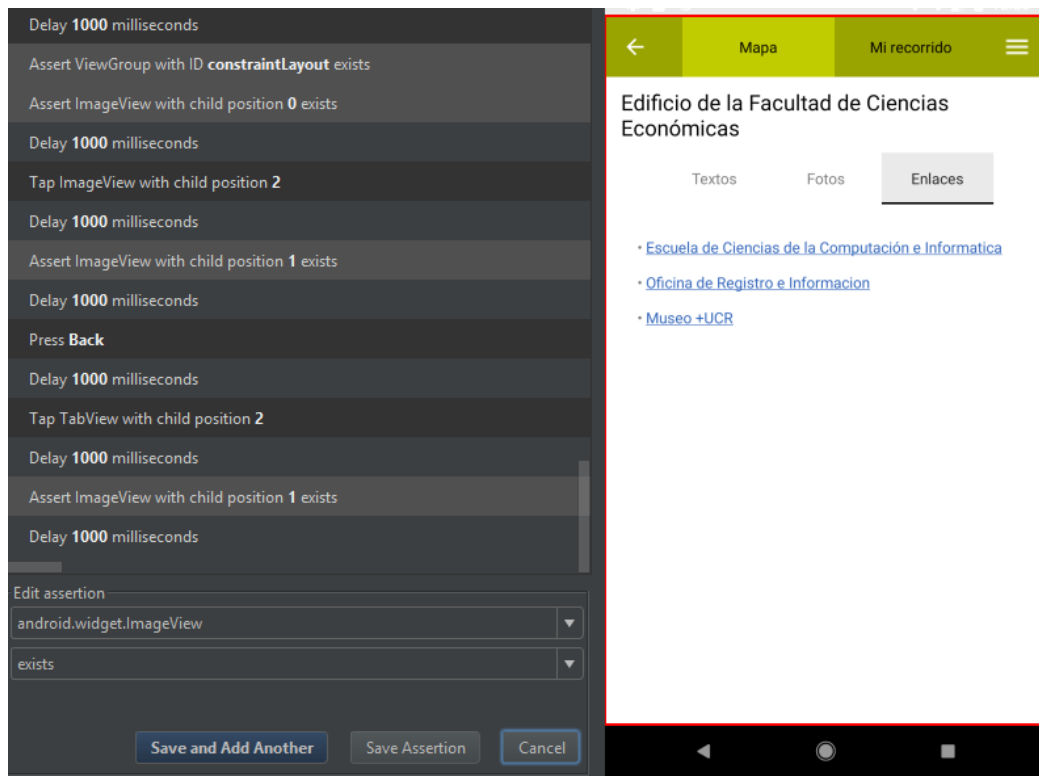 Delay 1000 milliseconds
Assert ViewGroup with ID constraintLayout exists
Assert ImageView with child position 0 exists
Delay 1000 milliseconds
Tap ImageView with child position 2
Delay 1000 milliseconds
Assert ImageView with child position 1 exists
Delay 1000 milliseconds
Press Back
Delay 1000 milliseconds
Tap TabView with child position 2
Delay 1000 milliseconds
Assert ImageView with child position 1 exists
Delay 1000 milliseconds
Edit assertion
android.widget.ImageView
exists
Save and Add Another Save Assertion Cancel
Mapa Mi recorrido
Edificio de la Facultad de Ciencias
Económicas
Textos Fotos Enlaces
• Escuela de Ciencias de la Computación e Informatica
• Oficina de Registro e Informacion
• Museo +UCR